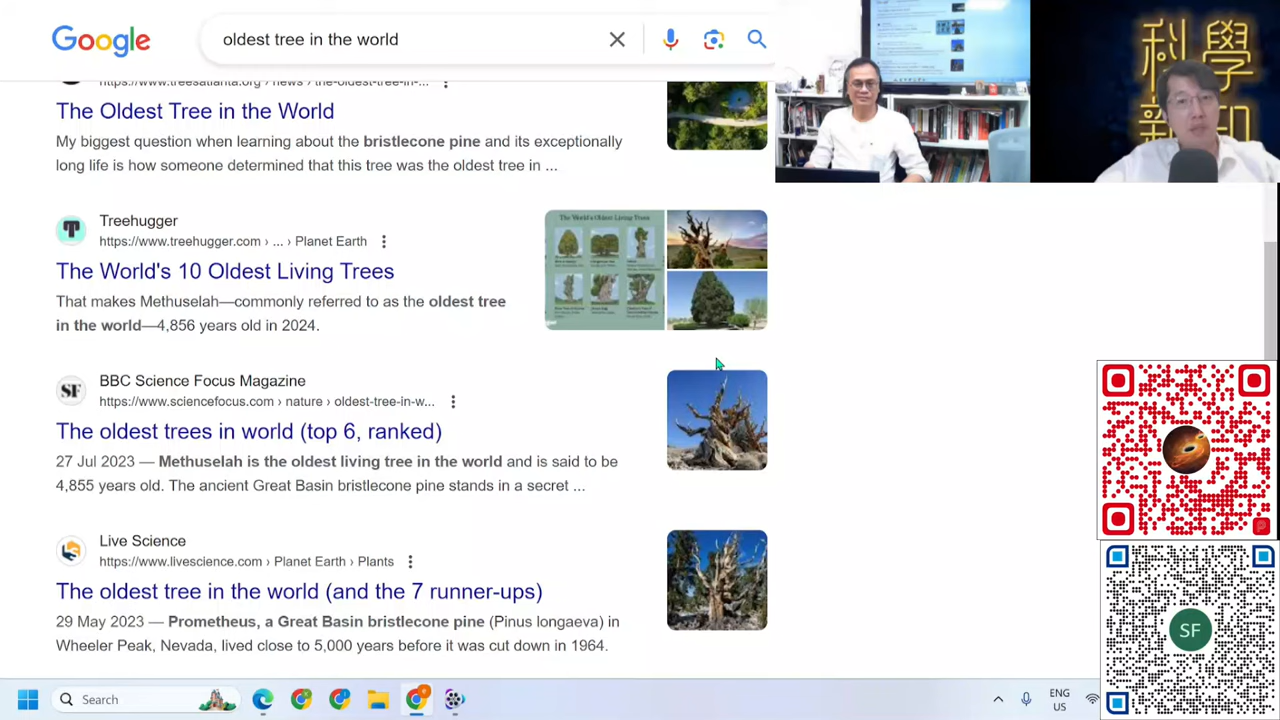 Google
oldest tree in the world
The Oldest Tree in the World
My biggest question when learning about the bristlecone pine and its exceptionally
long life is how someone determined that this tree was the oldest tree in ...
Treehugger
https://www.treehugger.com › ... › Planet Earth
The World's 10 Oldest Living Trees
That makes Methuselah—commonly referred to as the oldest tree
in the world—4,856 years old in 2024.
The World's Oldest Living Trees
SF
BBC Science Focus Magazine
https://www.sciencefocus.com › nature › oldest-tree-in-w...
The oldest trees in world (top 6, ranked)
27 Jul 2023 — Methuselah is the oldest living tree in the world and is said to be
4,855 years old. The ancient Great Basin bristlecone pine stands in a secret ...
Live Science
https://www.livescience.com › Planet Earth › Plants
The oldest tree in the world (and the 7 runner-ups)
29 May 2023 — Prometheus, a Great Basin bristlecone pine (Pinus longaeva) in
Wheeler Peak, Nevada, lived close to 5,000 years before it was cut down in 1964.
科學
新知
SF
Search
ENG
US